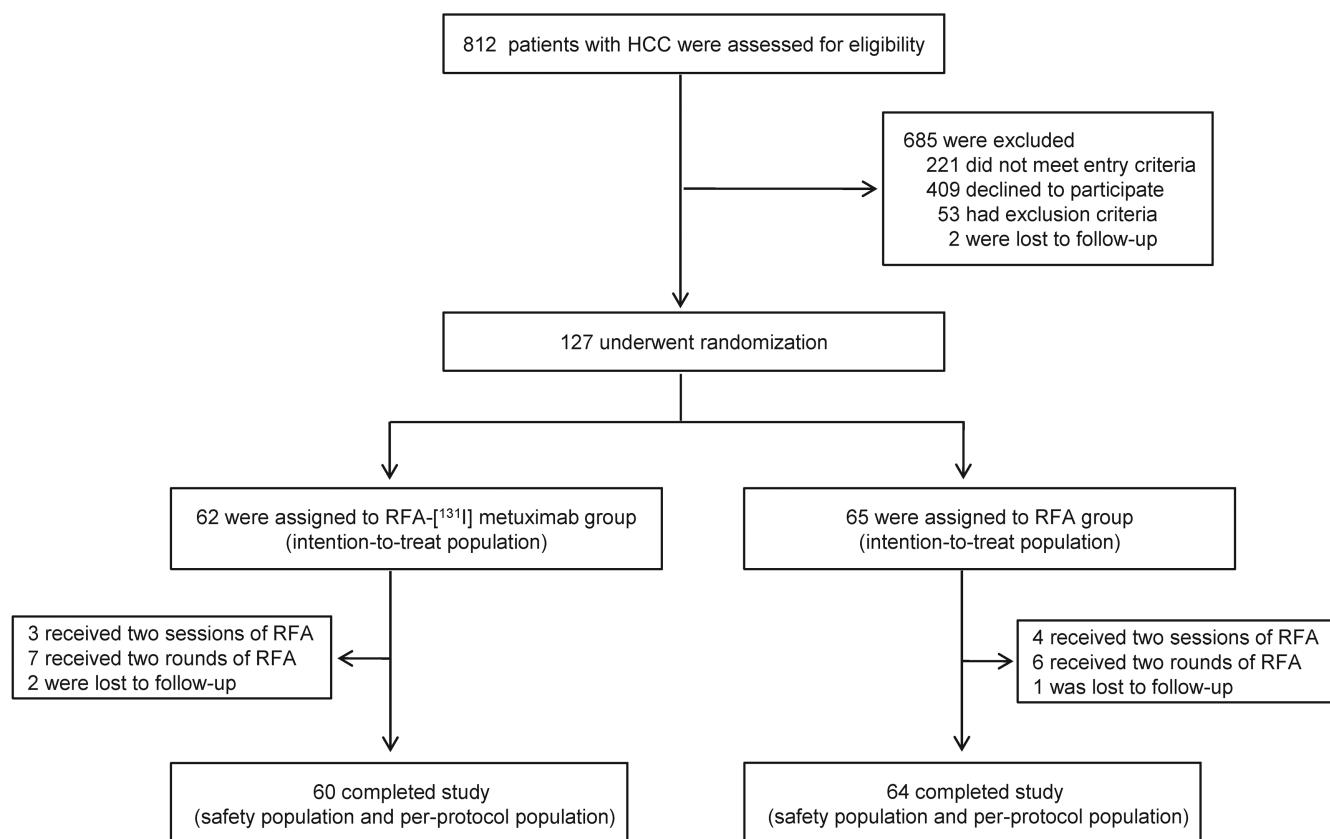 812 patients with HCC were assessed for eligibility
685 were excluded
221 did not meet entry criteria
409 declined to participate
53 had exclusion criteria
2 were lost to follow-up
127 underwent randomization
62 were assigned to RFA-[¹³¹I] metuximab group
(intention-to-treat population)
65 were assigned to RFA group
(intention-to-treat population)
3 received two sessions of RFA
7 received two rounds of RFA
2 were lost to follow-up
4 received two sessions of RFA
6 received two rounds of RFA
1 was lost to follow-up
60 completed study
(safety population and per-protocol population)
64 completed study
(safety population and per-protocol population)